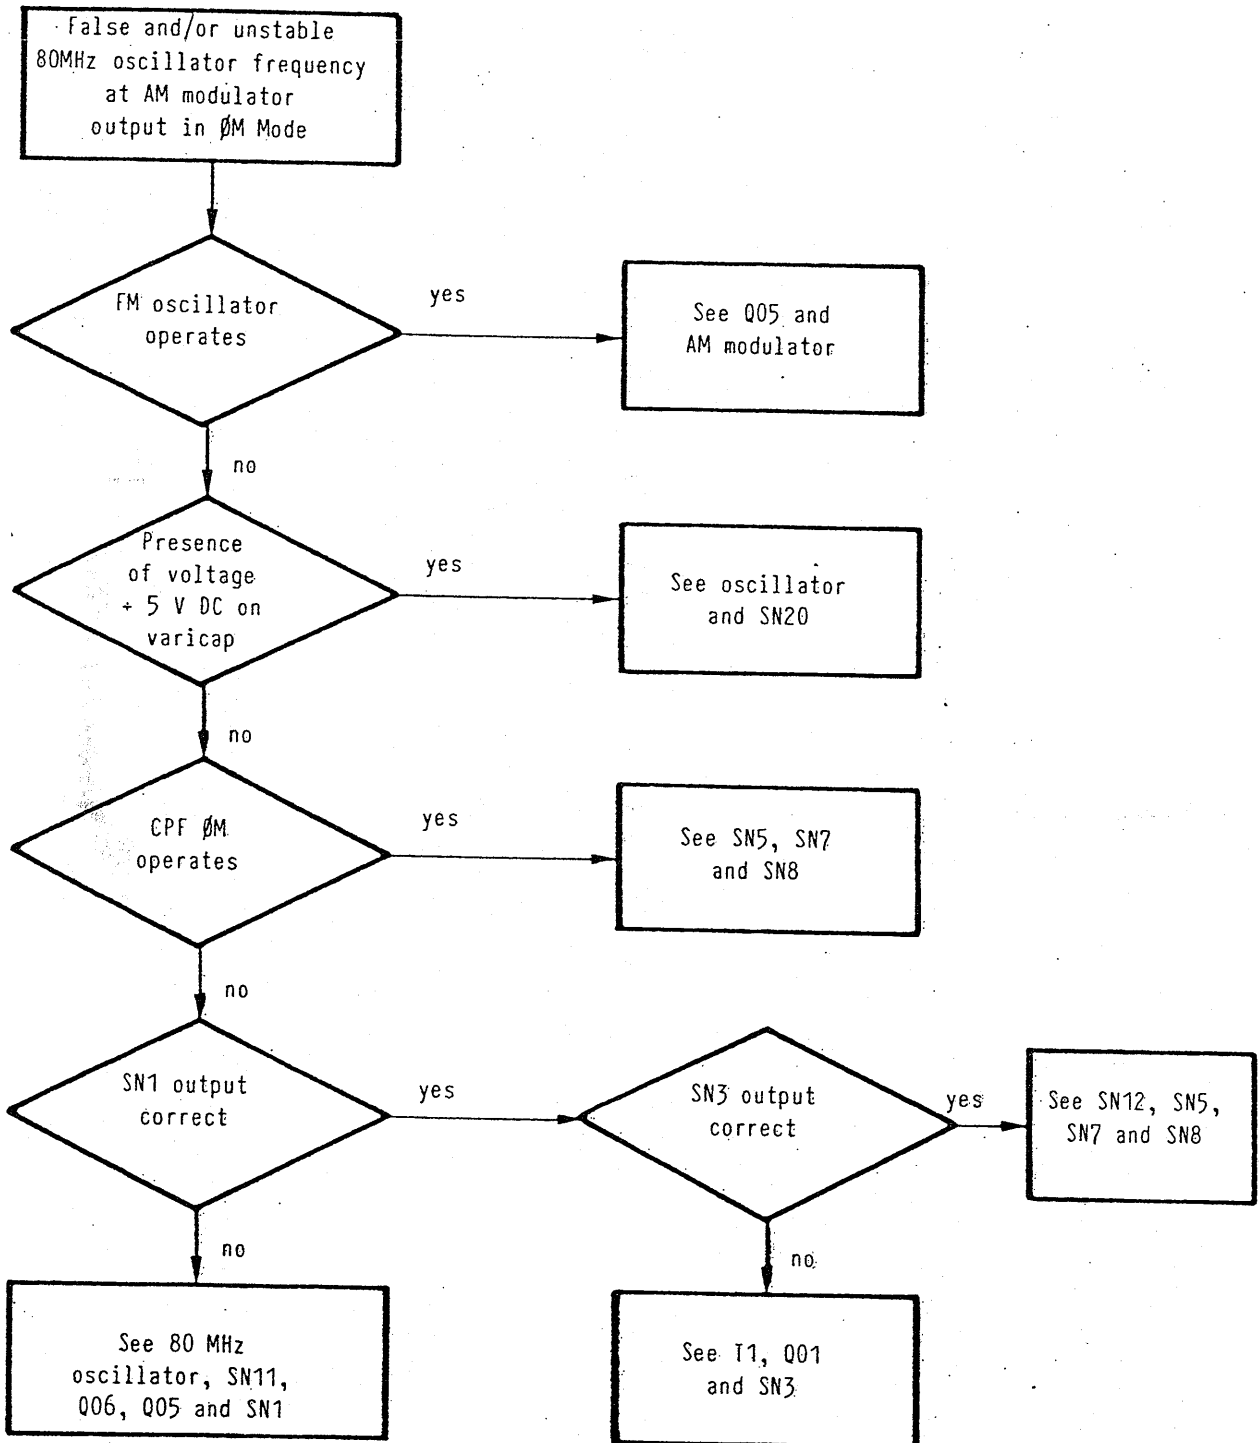 False and/or unstable
80MHz oscillator frequency
at AM modulator
output in ØM Mode
FM oscillator
operates
yes
See Q05 and
AM modulator
no
Presence
of voltage
+ 5 V DC on
varicap
yes
See oscillator
and SN20
no
CPF ØM
operates
yes
See SN5, SN7
and SN8
no
SN1 output
correct
yes
SN3 output
correct
yes
See SN12, SN5,
SN7 and SN8
no
See 80 MHz
oscillator, SN11,
Q06, Q05 and SN1
no
See T1, Q01
and SN3